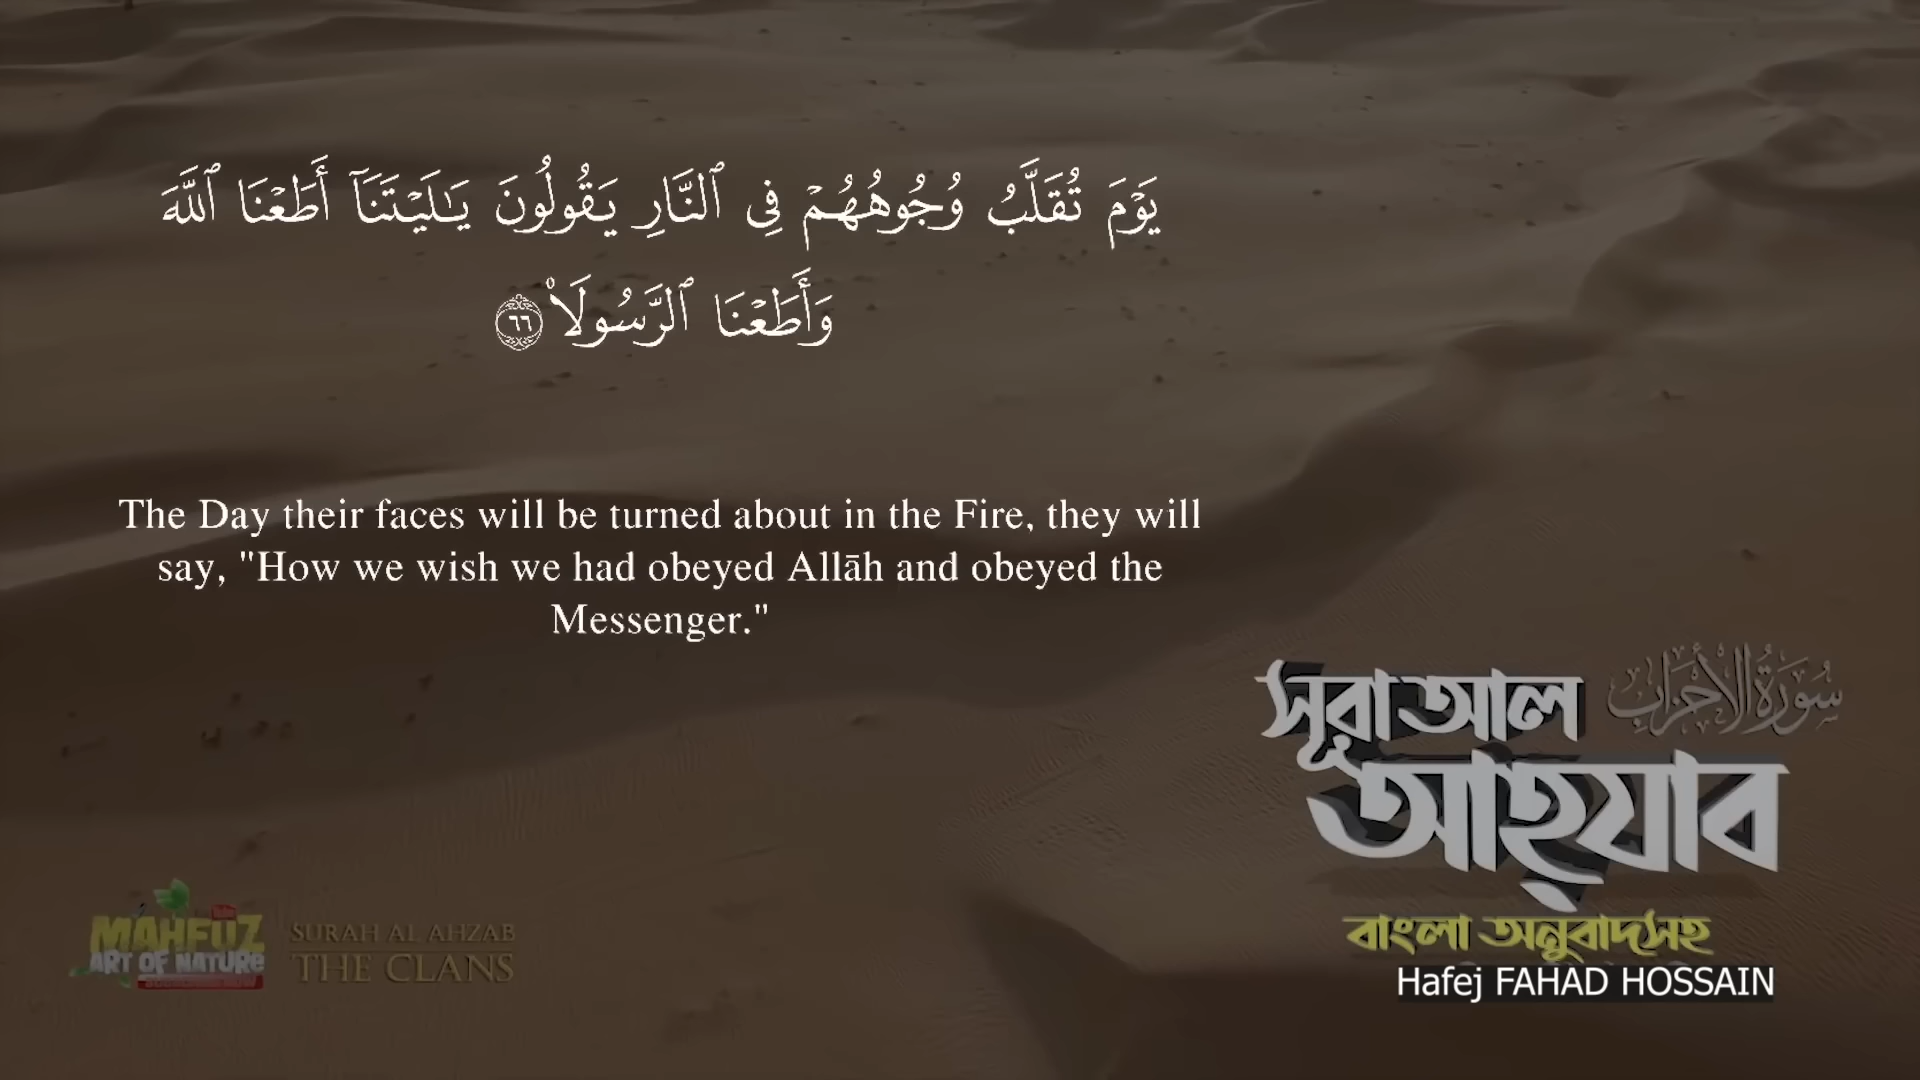 يَوْمَ تُقَلَّبُ وُجُوهُهُمْ فِى ٱلنَّارِ يَقُولُونَ يَـٰلَيْتَنَآ أَطَعْنَا ٱللَّهَ
وَأَطَعْنَا ٱلرَّسُولَا۠ ٦٦
The Day their faces will be turned about in the Fire, they will
say, "How we wish we had obeyed Allāh and obeyed the
Messenger."
সূরা আল سُورَةُ الأَحْزَابِ
আহ্‌যাব
বাংলা অনুবাদসহ
Hafej FAHAD HOSSAIN
MAHFUZ
ART OF NATURE
SURAH AL AHZAB
THE CLANS